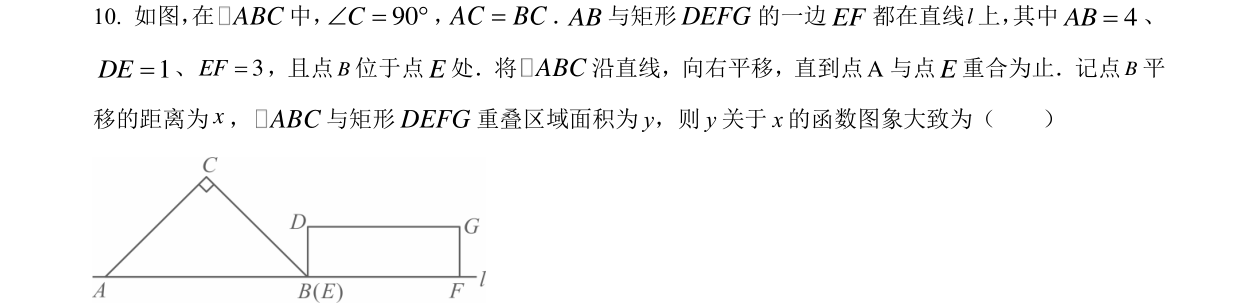 10. 如图,在□ABC中,∠C=90°,AC=BC.AB与矩形DEFG的一边EF都在直线l上,其中AB=4、
DE=1、EF=3,且点B位于点E处.将□ABC沿直线,向右平移,直到点A与点E重合为止.记点B平
移的距离为x,□ABC与矩形DEFG重叠区域面积为y,则y关于x的函数图象大致为( )
C
D
G
A
B(E)
F
l